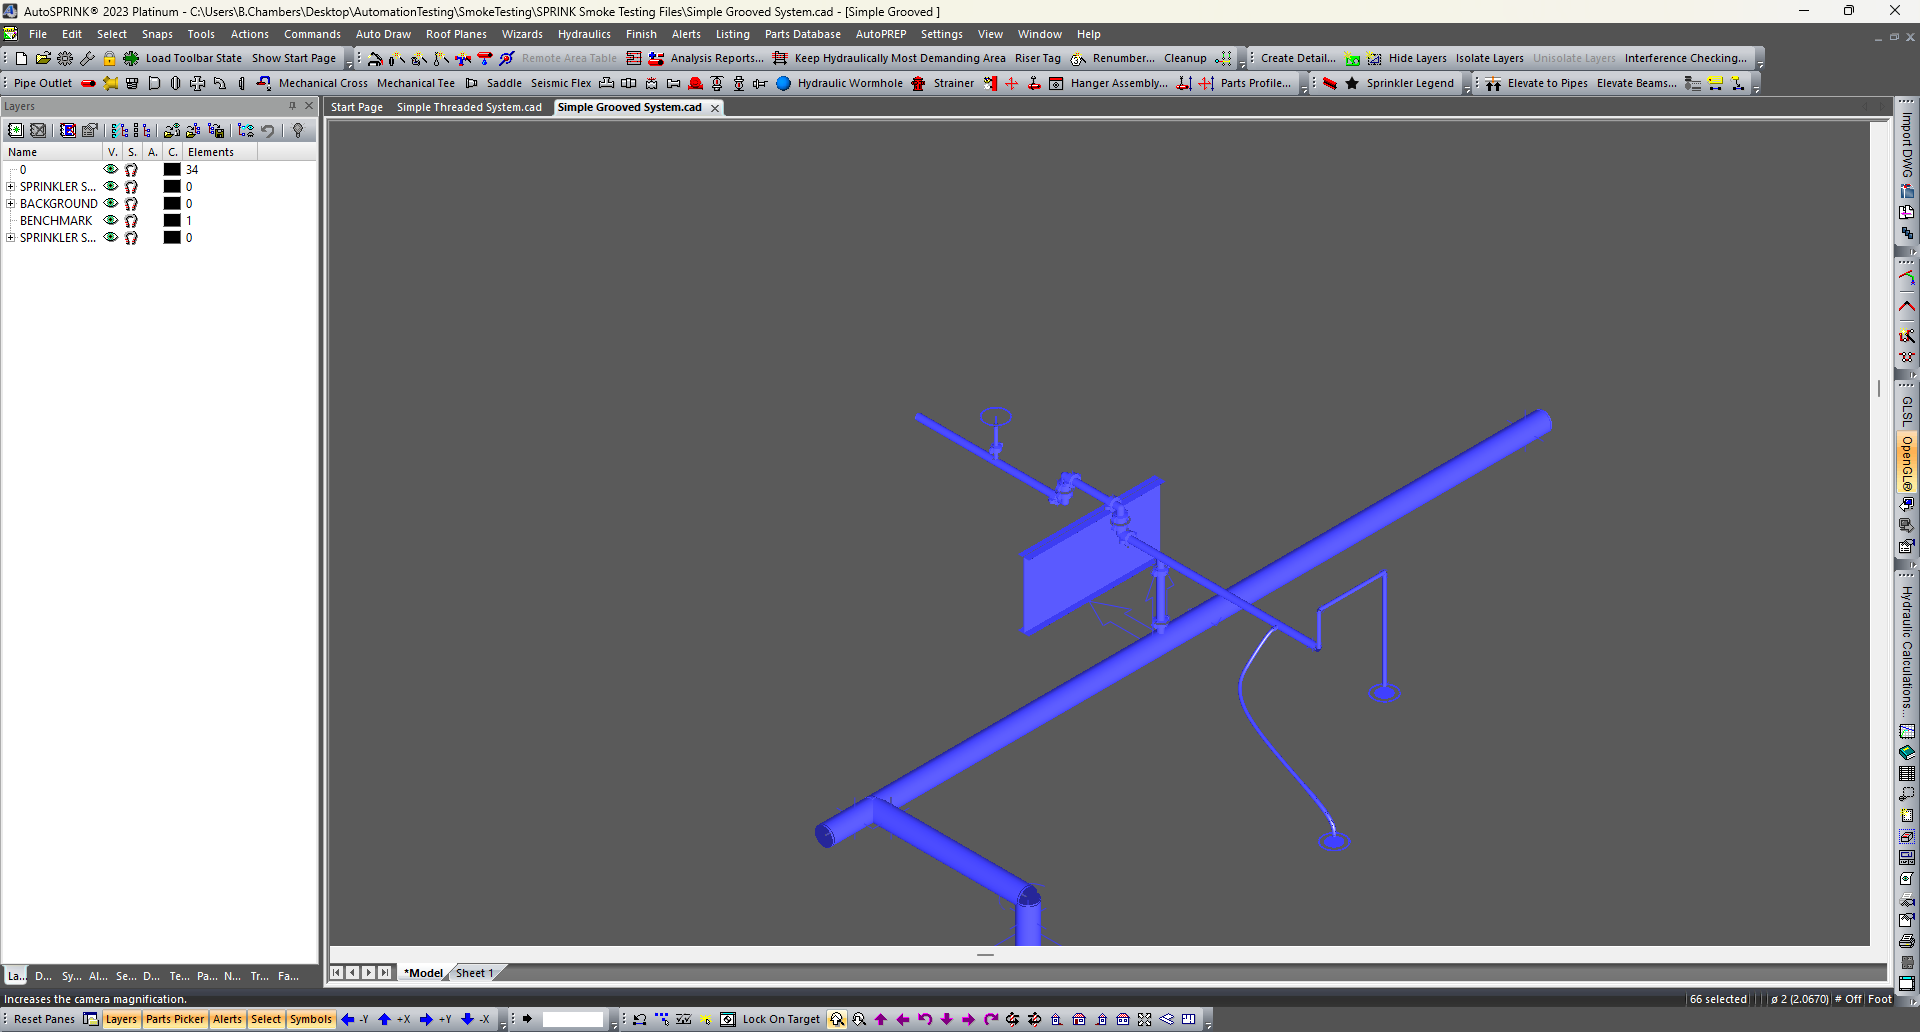 AutoSPRINK® 2023 Platinum - C:\Users\B.Chambers\Desktop\AutomationTesting\SmokeTesting\SPRINK Smoke Testing Files\Simple Grooved System.cad - [Simple Grooved ]
File Edit Select Snaps Tools Actions Commands Auto Draw Roof Planes Wizards Hydraulics Finish Alerts Listing Parts Database AutoPREP Settings View Window Help
Load Toolbar State Show Start Page Remote Area Table Analysis Reports... Keep Hydraulically Most Demanding Area Riser Tag Renumber... Cleanup Create Detail... Hide Layers Isolate Layers Unisolate Layers Interference Checking...
Pipe Outlet Mechanical Cross Mechanical Tee Saddle Seismic Flex Hydraulic Wormhole Strainer Hanger Assembly... Parts Profile... Sprinkler Legend Elevate to Pipes Elevate Beams...
Layers
Start Page Simple Threaded System.cad Simple Grooved System.cad
Name V. S. A. C. Elements
0 34
SPRINKLER S... 0
BACKGROUND 0
BENCHMARK 1
SPRINKLER S... 0
Import DWG
GLSL
OpenGL®
Hydraulic Calculations...
La... D... Sy... Al... Se... D... Te... Pa... N... Tr... Fa...
*Model Sheet 1
Increases the camera magnification.
66 selected ø 2 (2.0670) # Off Foot
Reset Panes Layers Parts Picker Alerts Select Symbols -Y +X +Y -X Lock On Target